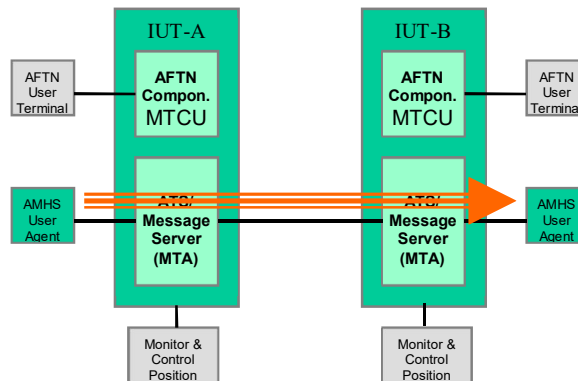 IUT-A
IUT-B
AFTN
User
Terminal
AFTN
Compon.
MTCU
AFTN
Compon.
MTCU
AFTN
User
Terminal
AMHS
User
Agent
ATS/
Message
Server
(MTA)
ATS/
Message
Server
(MTA)
AMHS
User
Agent
Monitor &
Control
Position
Monitor &
Control
Position